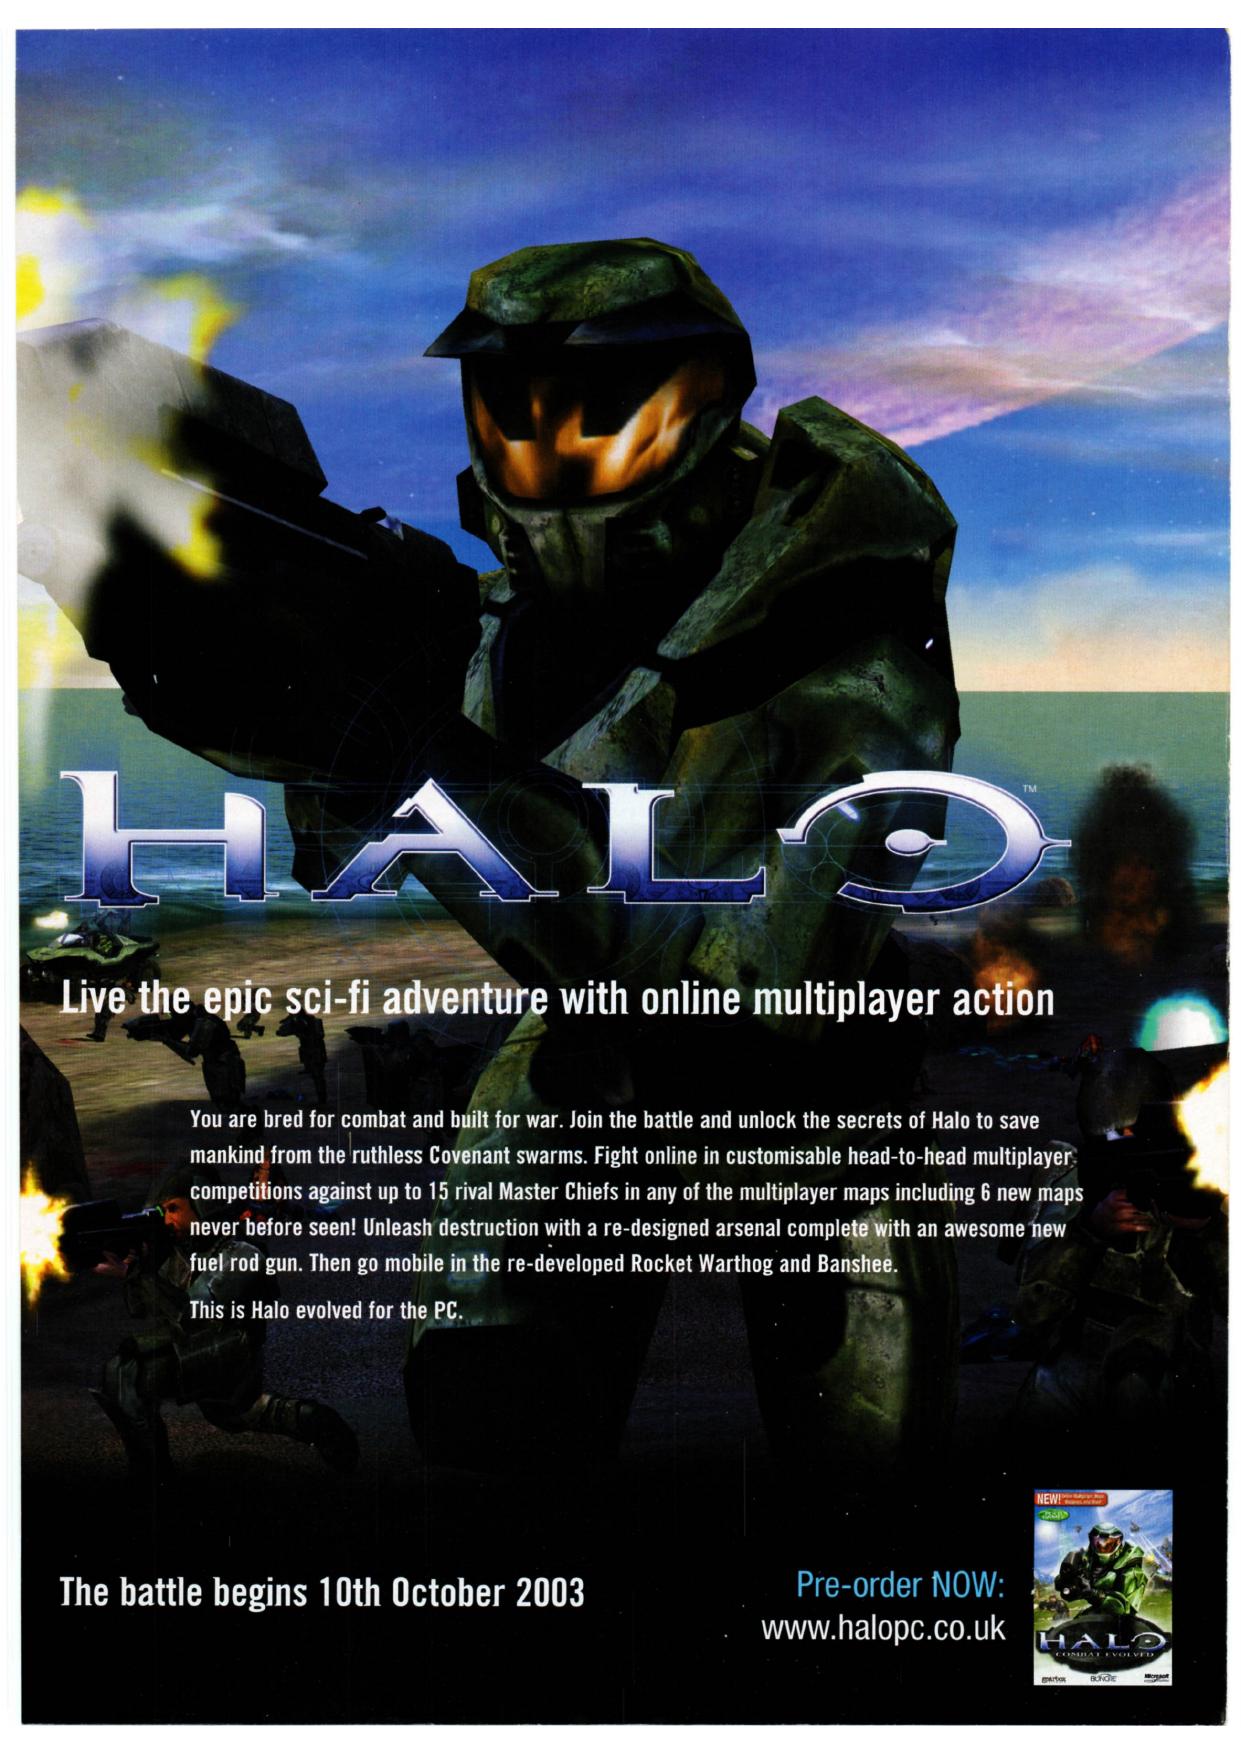 HALO™
Live the epic sci-fi adventure with online multiplayer action
You are bred for combat and built for war. Join the battle and unlock the secrets of Halo to save
mankind from the ruthless Covenant swarms. Fight online in customisable head-to-head multiplayer
competitions against up to 15 rival Master Chiefs in any of the multiplayer maps including 6 new maps
never before seen! Unleash destruction with a re-designed arsenal complete with an awesome new
fuel rod gun. Then go mobile in the re-developed Rocket Warthog and Banshee.
This is Halo evolved for the PC.
The battle begins 10th October 2003
Pre-order NOW:
www.halopc.co.uk
NEW!
HALO
COMBAT EVOLVED
gearbox BUNGIE Microsoft